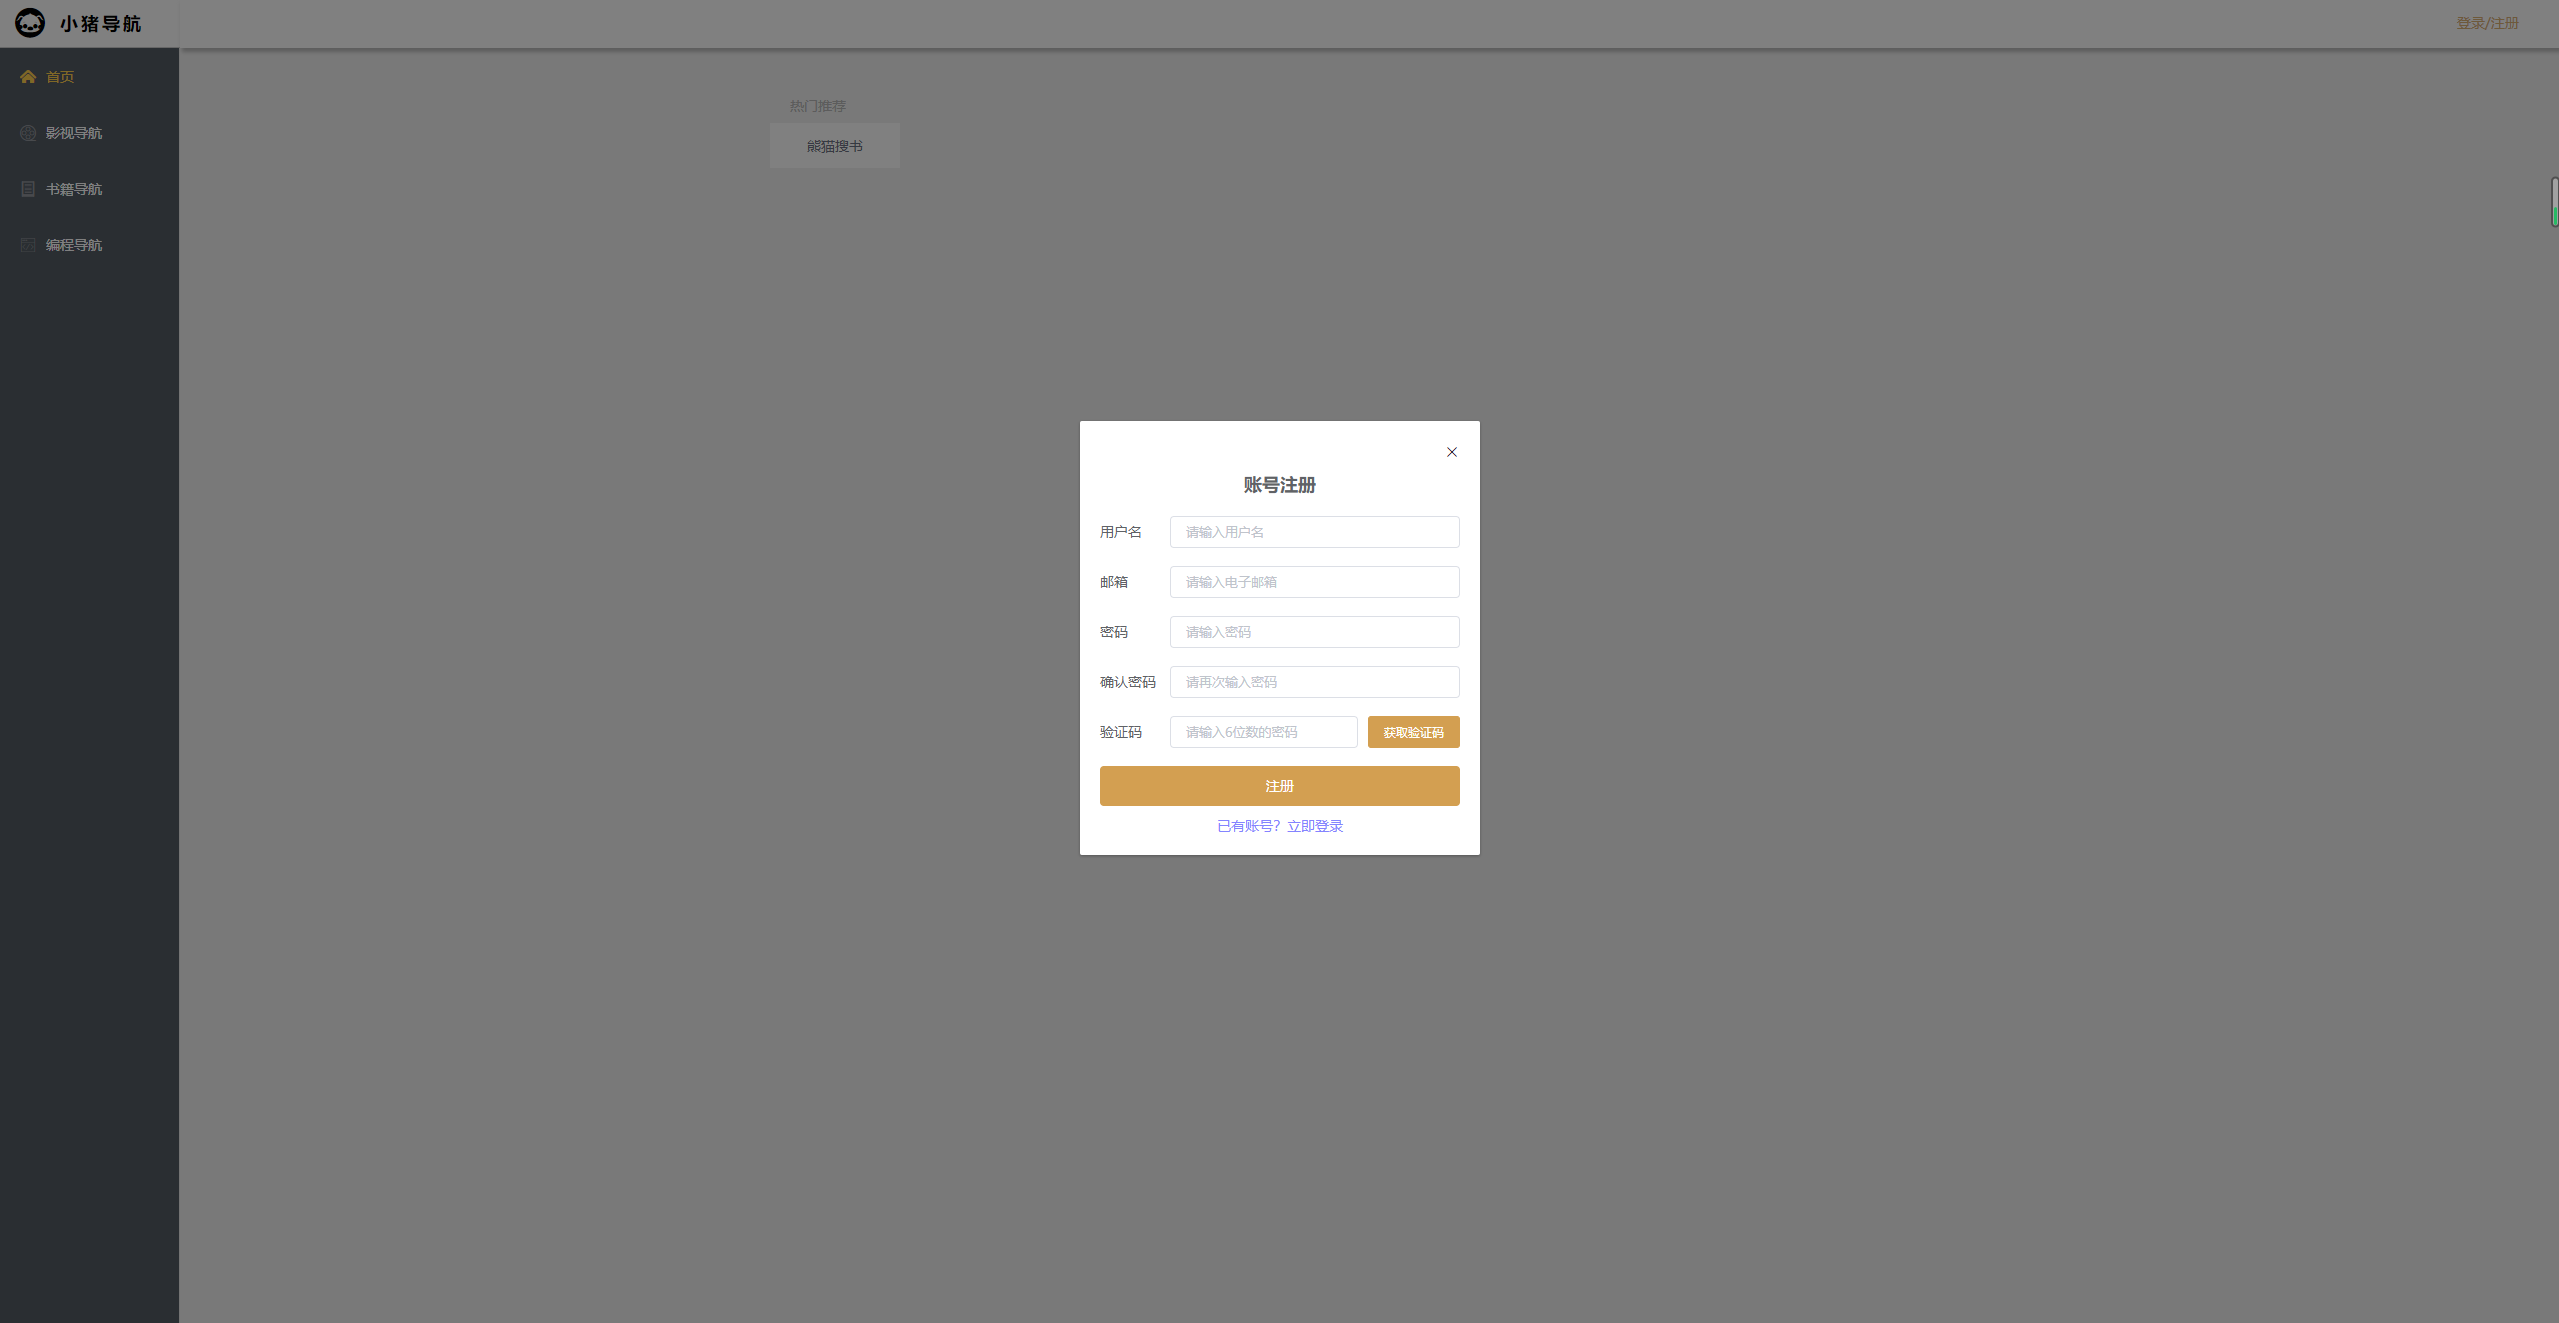 小猪导航
登录/注册
首页
影视导航
书籍导航
编程导航
热门推荐
熊猫搜书
账号注册
用户名 请输入用户名
邮箱 请输入电子邮箱
密码 请输入密码
确认密码 请再次输入密码
验证码 请输入6位数的密码 获取验证码
注册
已有账号？立即登录